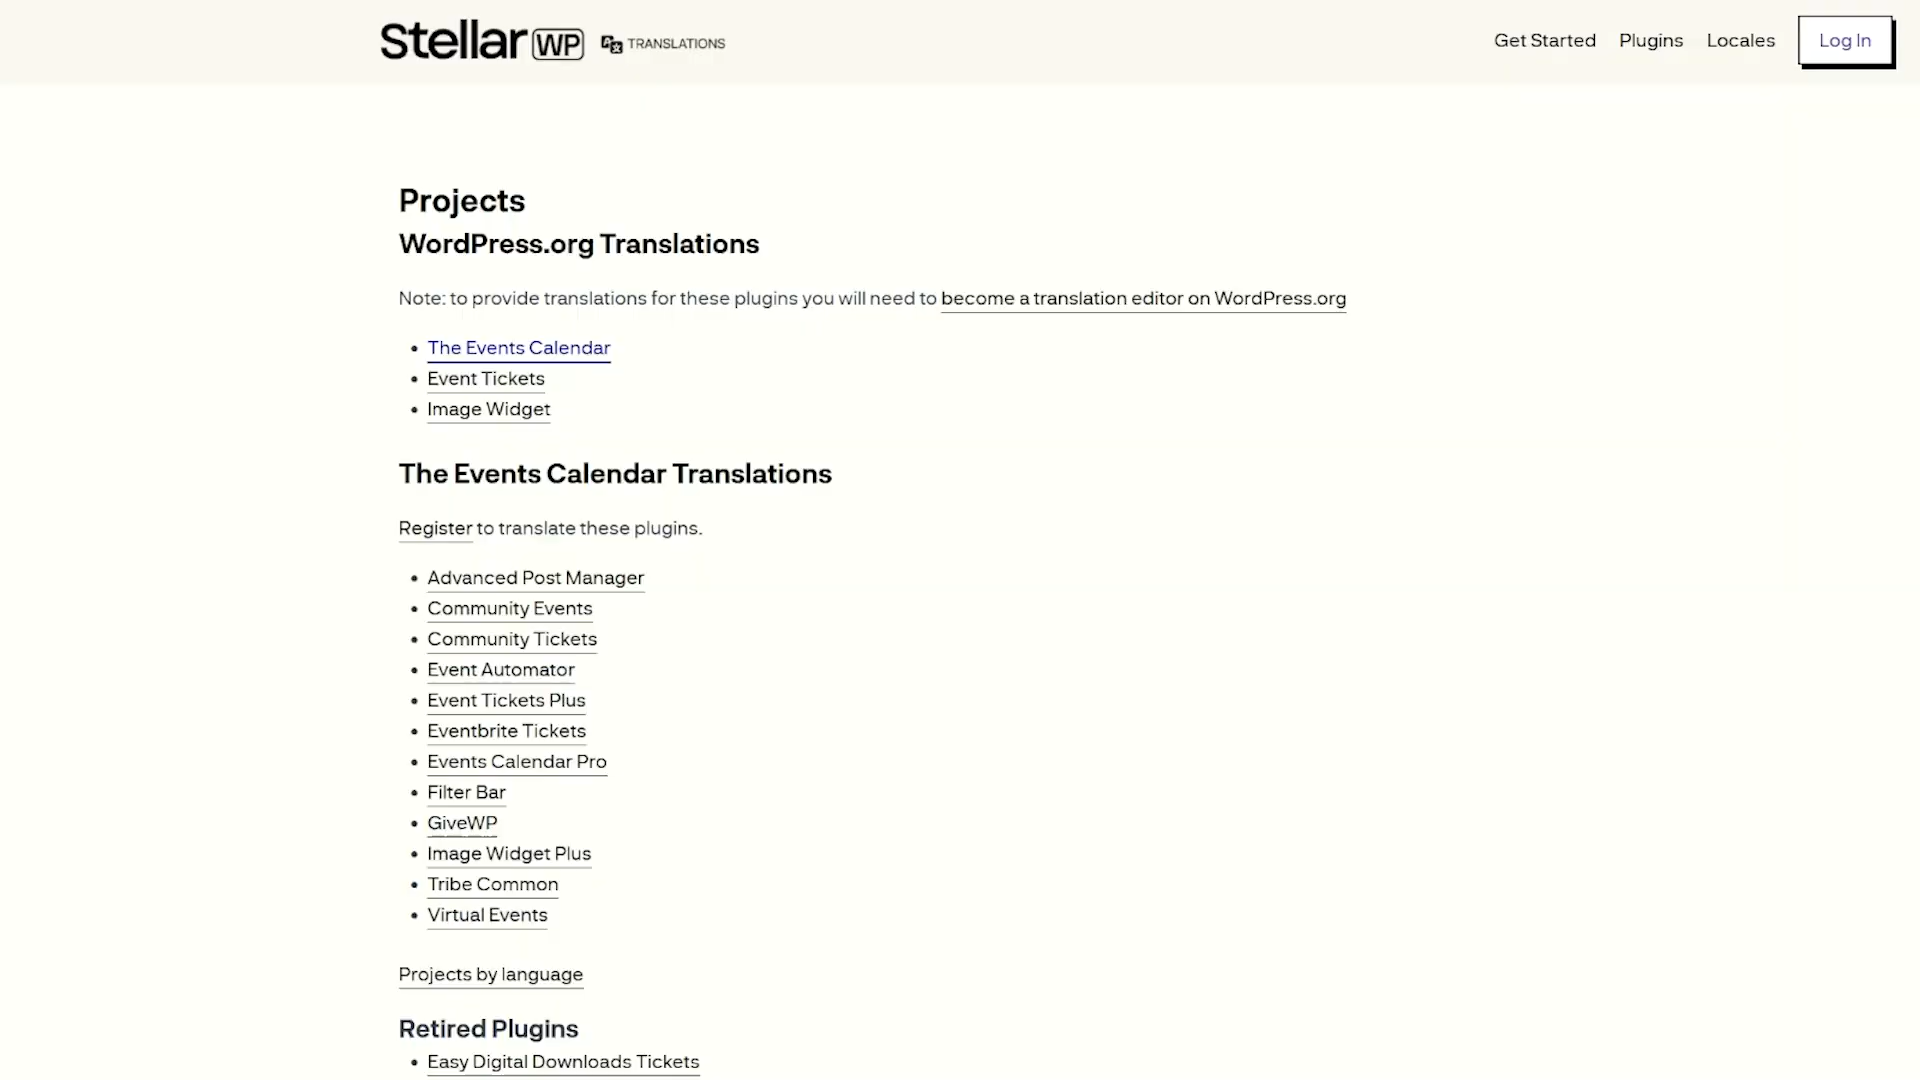 Stellar WP TRANSLATIONS
Get Started Plugins Locales Log In
Projects
WordPress.org Translations
Note: to provide translations for these plugins you will need to become a translation editor on WordPress.org
The Events Calendar
Event Tickets
Image Widget
The Events Calendar Translations
Register to translate these plugins.
Advanced Post Manager
Community Events
Community Tickets
Event Automator
Event Tickets Plus
Eventbrite Tickets
Events Calendar Pro
Filter Bar
GiveWP
Image Widget Plus
Tribe Common
Virtual Events
Projects by language
Retired Plugins
Easy Digital Downloads Tickets